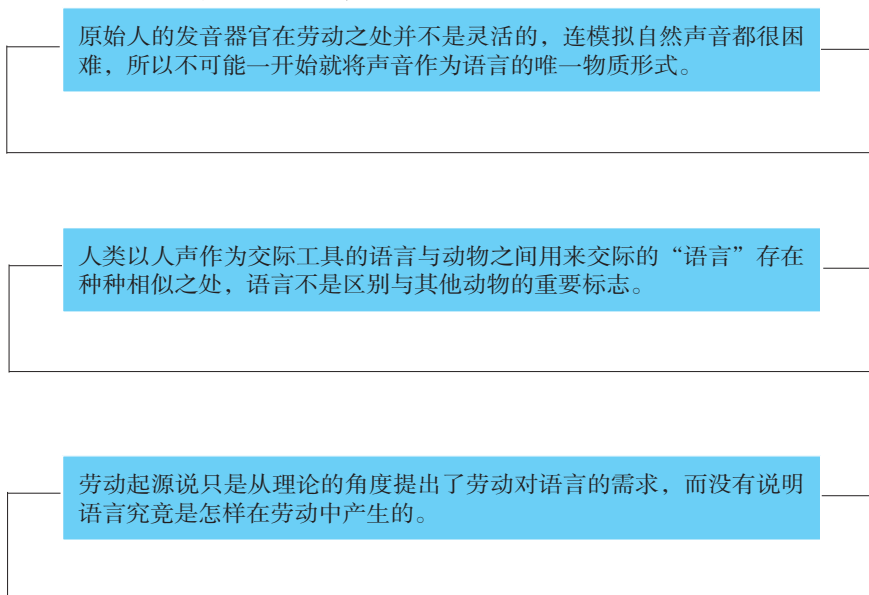 原始人的发音器官在劳动之处并不是灵活的，连模拟自然声音都很困
难，所以不可能一开始就将声音作为语言的唯一物质形式。
人类以人声作为交际工具的语言与动物之间用来交际的“语言”存在
种种相似之处，语言不是区别与其他动物的重要标志。
劳动起源说只是从理论的角度提出了劳动对语言的需求，而没有说明
语言究竟是怎样在劳动中产生的。